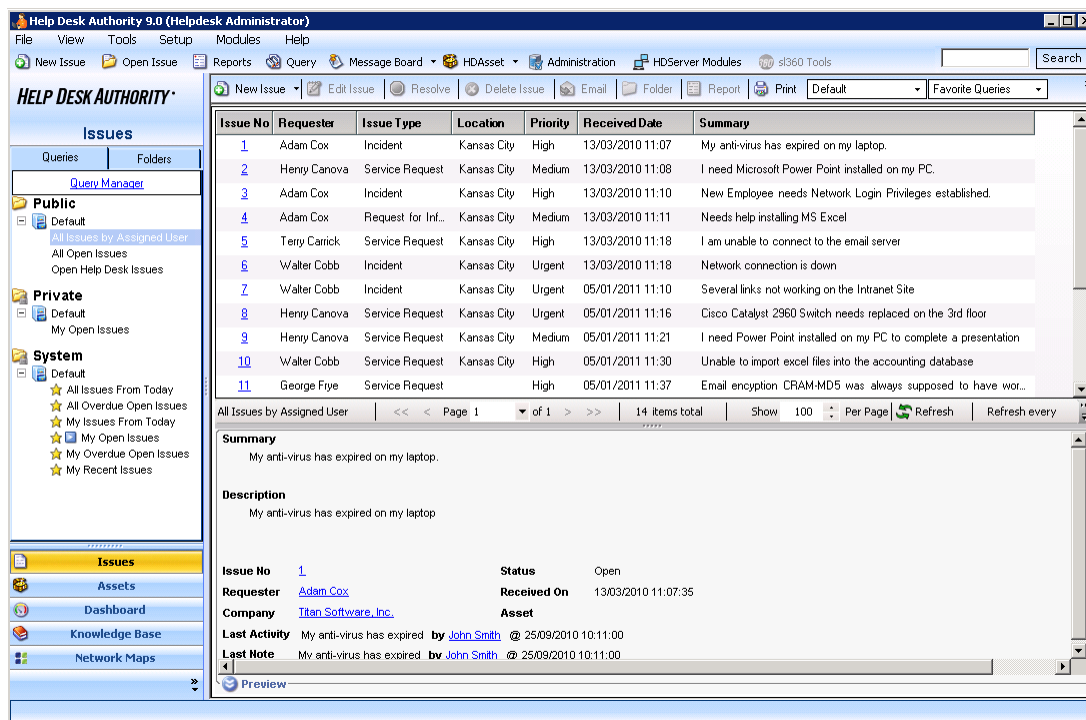 Help Desk Authority 9.0 (Helpdesk Administrator)
File View Tools Setup Modules Help
New Issue Open Issue Reports Query Message Board HDAsset Administration HDServer Modules sl360 Tools Search
HELP DESK AUTHORITY
New Issue Edit Issue Resolve Delete Issue Email Folder Report Print Default Favorite Queries
Issues
Queries Folders
Query Manager
Public
Default
All Issues by Assigned User
All Open Issues
Open Help Desk Issues
Private
Default
My Open Issues
System
Default
All Issues From Today
All Overdue Open Issues
My Issues From Today
My Open Issues
My Overdue Open Issues
My Recent Issues
Issues
Assets
Dashboard
Knowledge Base
Network Maps
»
Issue No Requester Issue Type Location Priority Received Date Summary
1 Adam Cox Incident Kansas City High 13/03/2010 11:07 My anti-virus has expired on my laptop.
2 Henry Canova Service Request Kansas City Medium 13/03/2010 11:08 I need Microsoft Power Point installed on my PC.
3 Adam Cox Incident Kansas City High 13/03/2010 11:10 New Employee needs Network Login Privileges established.
4 Adam Cox Request for Inf... Kansas City Medium 13/03/2010 11:11 Needs help installing MS Excel
5 Terry Carrick Service Request Kansas City High 13/03/2010 11:18 I am unable to connect to the email server
6 Walter Cobb Incident Kansas City Urgent 13/03/2010 11:18 Network connection is down
7 Walter Cobb Incident Kansas City Urgent 05/01/2011 11:10 Several links not working on the Intranet Site
8 Henry Canova Service Request Kansas City Urgent 05/01/2011 11:16 Cisco Catalyst 2960 Switch needs replaced on the 3rd floor
9 Henry Canova Service Request Kansas City Medium 05/01/2011 11:21 I need Power Point installed on my PC to complete a presentation
10 Walter Cobb Service Request Kansas City High 05/01/2011 11:30 Unable to import excel files into the accounting database
11 George Frye Service Request High 05/01/2011 11:37 Email encyption CRAM-MD5 was always supposed to have wor...
All Issues by Assigned User << < Page 1 of 1 > >> 14 items total Show 100 Per Page Refresh Refresh every
Summary
My anti-virus has expired on my laptop.
Description
My anti-virus has expired on my laptop
Issue No 1 Status Open
Requester Adam Cox Received On 13/03/2010 11:07:35
Company Titan Software, Inc. Asset
Last Activity My anti-virus has expired by John Smith @ 25/09/2010 10:11:00
Last Note My anti-virus has expired by John Smith @ 25/09/2010 10:11:00
Preview